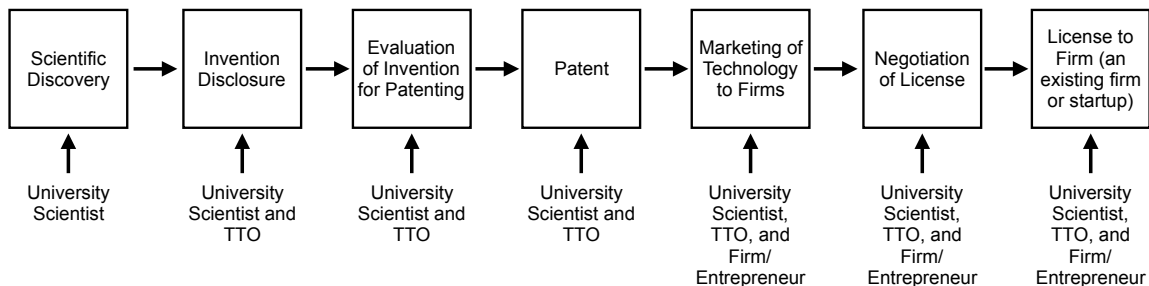 Scientific
Discovery
Invention
Disclosure
Evaluation
of Invention
for Patenting
Patent
Marketing of
Technology
to Firms
Negotiation
of License
License to
Firm (an
existing firm
or startup)
University
Scientist
University
Scientist and
TTO
University
Scientist and
TTO
University
Scientist and
TTO
University
Scientist,
TTO, and
Firm/
Entrepreneur
University
Scientist,
TTO, and
Firm/
Entrepreneur
University
Scientist,
TTO, and
Firm/
Entrepreneur